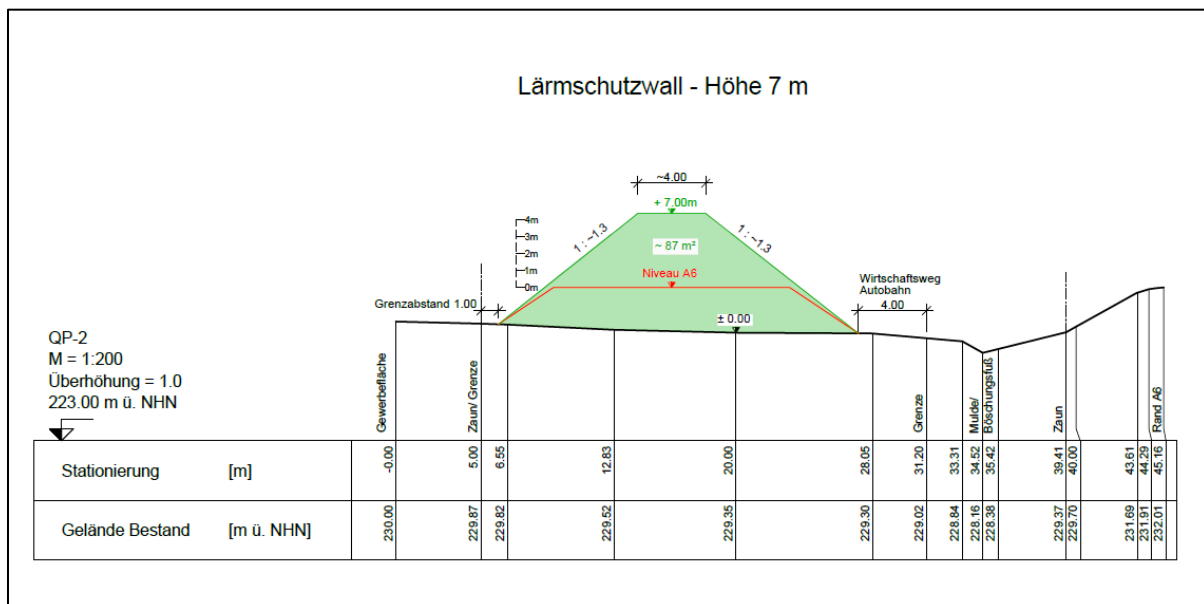 Lärmschutzwall - Höhe 7 m
~4.00
+ 7.00m
4m
3m
2m
1m
0m
1 : ~1.3
~ 87 m²
1 : ~1.3
Niveau A6
Wirtschaftsweg
Autobahn
4.00
Grenzabstand 1.00
± 0.00
QP-2
M = 1:200
Überhöhung = 1.0
223.00 m ü. NHN
Gewerbefläche
Zaun/ Grenze
Grenze
Mulde/
Böschungsfuß
Zaun
Rand A6
Stationierung [m] -0.00 5.00 6.55 12.83 20.00 28.05 31.20 33.31 34.52 35.42 39.41 40.00 43.61 44.29 45.16
Gelände Bestand [m ü. NHN] 230.00 229.87 229.82 229.52 229.35 229.30 229.02 228.84 228.16 228.38 229.37 229.70 231.69 231.91 232.01